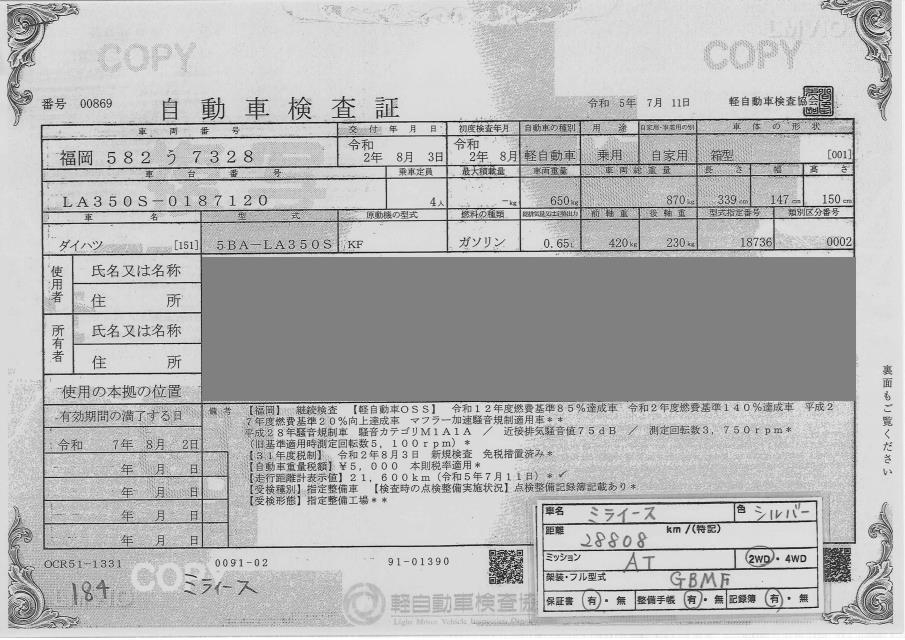 COPY
COPY
番号 00869
自動車検査証
令和 5年 7月 11日
軽自動車検査協会
車両番号
交付年月日
初度検査年月
自動車の種別
用途
自家用・事業用の別
車体の形状
福岡 582 う 7328
令和 2年 8月 3日
令和 2年 8月
軽自動車
乗用
自家用
箱型
[001]
車台番号
乗車定員
最大積載量
車両重量
車両総重量
長さ
幅
高さ
LA350S-0187120
4人
-kg
650kg
870kg
339cm
147cm
150cm
車名
型式
原動機の型式
燃料の種類
前軸重
後軸重
型式指定番号
類別区分番号
ダイハツ
[151]
5BA-LA350S
KF
ガソリン
0.65L
420kg
230kg
18736
0002
使用者
氏名又は名称
住所
所有者
氏名又は名称
住所
使用の本拠の位置
有効期間の満了する日
令和 7年 8月 2日
年 月 日
年 月 日
年 月 日
年 月 日
備考
【福岡】 継続検査 【軽自動車OSS】 令和12年度燃費基準85%達成車 令和2年度燃費基準140%達成車 平成2
7年度燃費基準20%向上達成車 マフラー加速騒音規制適用車**
平成28年騒音規制車 騒音カテゴリM1A1A / 近接排気騒音値75dB / 測定回転数3,750rpm*
(旧基準適用時測定回転数5,100rpm)*
【31年度税制】 令和2年8月3日 新規検査 免税措置済み*
【自動車重量税額】¥5,000 本則税率適用*
【走行距離計表示値】21,600km(令和5年7月11日)*
【受検種別】指定整備車 【検査時の点検整備実施状況】点検整備記録簿記載あり*
【受検形態】指定整備工場**
裏面もご覧ください
車名 ミライース
色 シルバー
距離 28808 km/(特記)
ミッション AT
2WD・4WD
架装・フル型式 GBMF
保証書 有・無
整備手帳 有・無
記録簿 有・無
OCR51-1331
0091-02
91-01390
184
COPY
ミライース
軽自動車検査協
Light Motor Vehicle Inspection Org